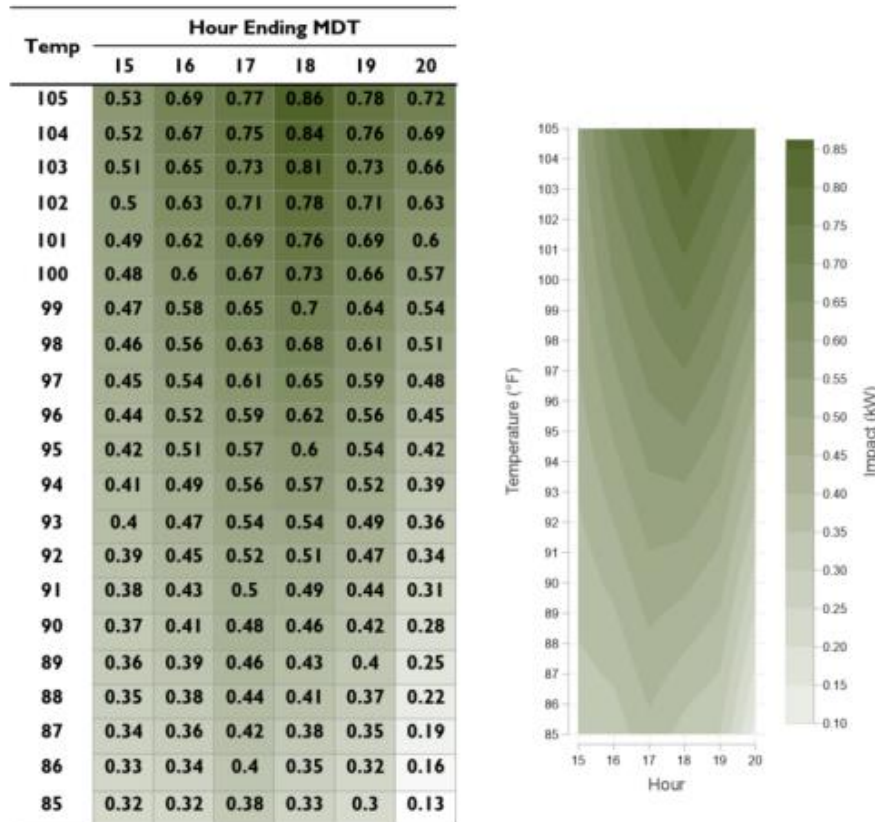 Hour Ending MDT
Temp
15 16 17 18 19 20
105 0.53 0.69 0.77 0.86 0.78 0.72
104 0.52 0.67 0.75 0.84 0.76 0.69
103 0.51 0.65 0.73 0.81 0.73 0.66
102 0.5 0.63 0.71 0.78 0.71 0.63
101 0.49 0.62 0.69 0.76 0.69 0.6
100 0.48 0.6 0.67 0.73 0.66 0.57
99 0.47 0.58 0.65 0.7 0.64 0.54
98 0.46 0.56 0.63 0.68 0.61 0.51
97 0.45 0.54 0.61 0.65 0.59 0.48
96 0.44 0.52 0.59 0.62 0.56 0.45
95 0.42 0.51 0.57 0.6 0.54 0.42
94 0.41 0.49 0.56 0.57 0.52 0.39
93 0.4 0.47 0.54 0.54 0.49 0.36
92 0.39 0.45 0.52 0.51 0.47 0.34
91 0.38 0.43 0.5 0.49 0.44 0.31
90 0.37 0.41 0.48 0.46 0.42 0.28
89 0.36 0.39 0.46 0.43 0.4 0.25
88 0.35 0.38 0.44 0.41 0.37 0.22
87 0.34 0.36 0.42 0.38 0.35 0.19
86 0.33 0.34 0.4 0.35 0.32 0.16
85 0.32 0.32 0.38 0.33 0.3 0.13
Temperature (°F)
105
104
103
102
101
100
99
98
97
96
95
94
93
92
91
90
89
88
87
86
85
15 16 17 18 19 20
Hour
0.85
0.80
0.75
0.70
0.65
0.60
0.55
0.50
0.45
0.40
0.35
0.30
0.25
0.20
0.15
0.10
Impact (kW)